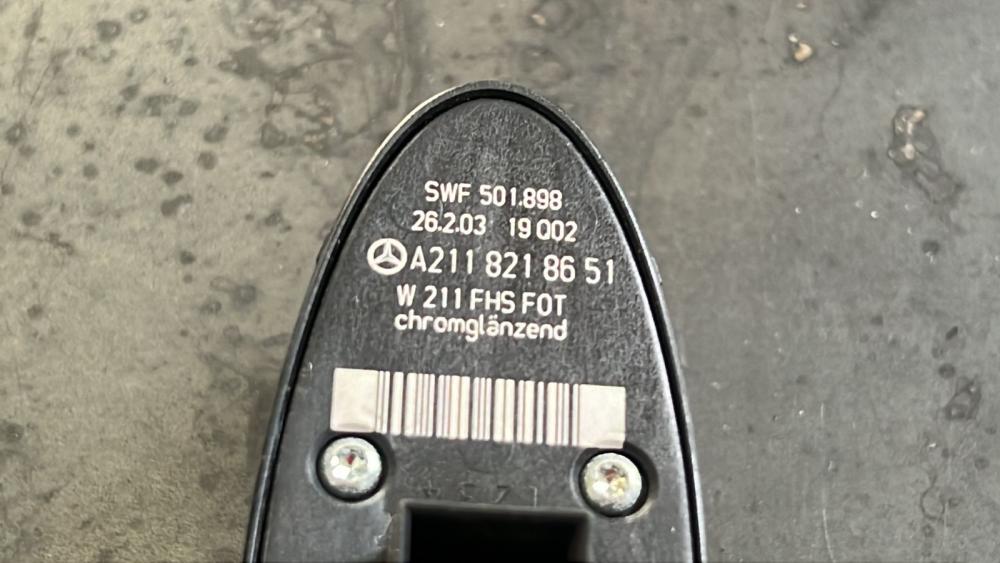 SWF 501.898
26.2.03 19 002
A211 821 86 51
W 211 FHS FOT
chromglänzend